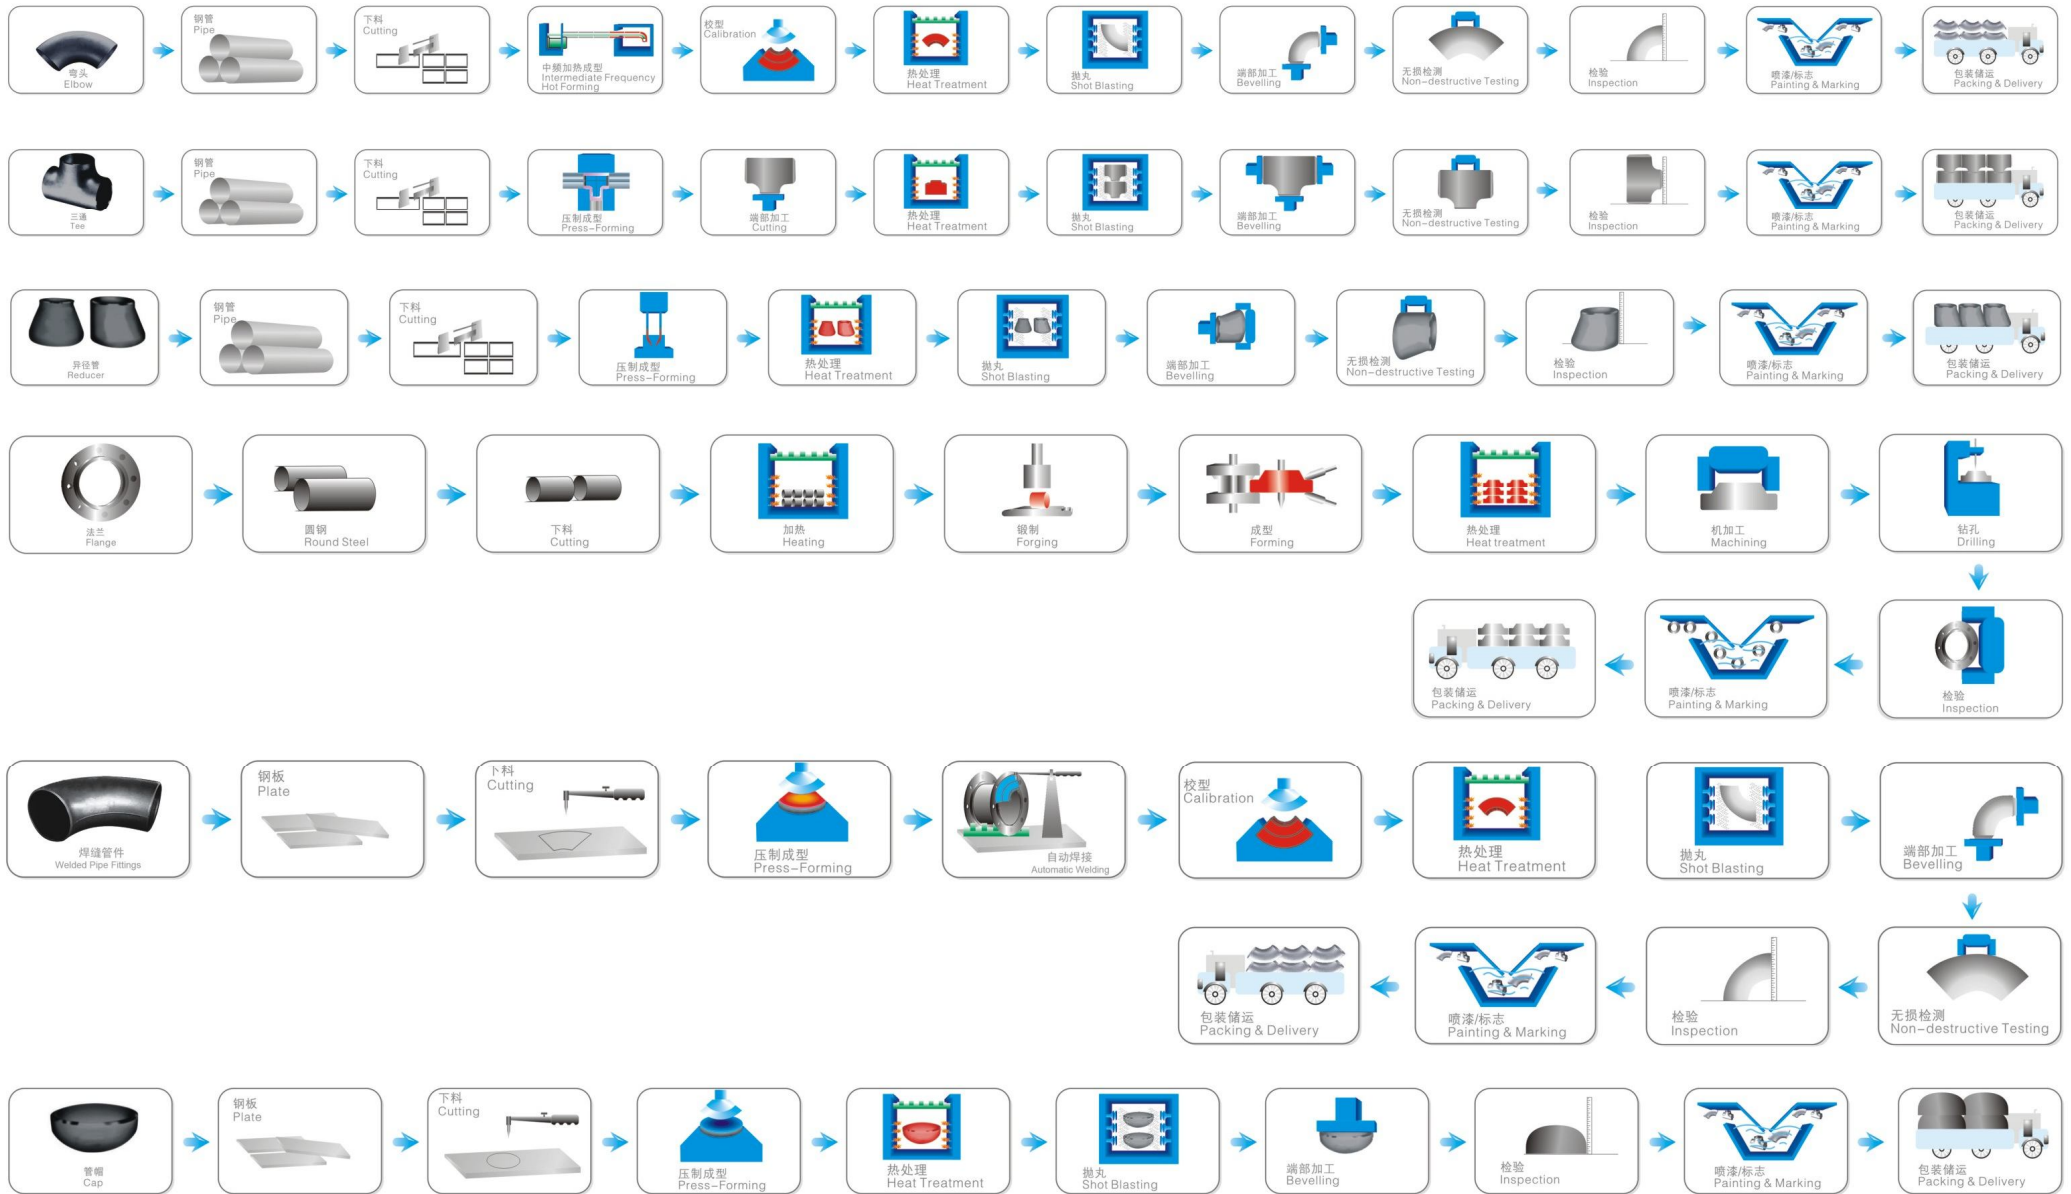 弯头
Elbow
钢管
Pipe
下料
Cutting
中频加热成型
Intermediate Frequency
Hot Forming
校型
Calibration
热处理
Heat Treatment
抛丸
Shot Blasting
端部加工
Bevelling
无损检测
Non-destructive Testing
检验
Inspection
喷漆/标志
Painting & Marking
包装储运
Packing & Delivery
三通
Tee
钢管
Pipe
下料
Cutting
压制成型
Press-Forming
端部加工
Cutting
热处理
Heat Treatment
抛丸
Shot Blasting
端部加工
Bevelling
无损检测
Non-destructive Testing
检验
Inspection
喷漆/标志
Painting & Marking
包装储运
Packing & Delivery
异径管
Reducer
钢管
Pipe
下料
Cutting
压制成型
Press-Forming
热处理
Heat Treatment
抛丸
Shot Blasting
端部加工
Bevelling
无损检测
Non-destructive Testing
检验
Inspection
喷漆/标志
Painting & Marking
包装储运
Packing & Delivery
法兰
Flange
圆钢
Round Steel
下料
Cutting
加热
Heating
锻制
Forging
成型
Forming
热处理
Heat treatment
机加工
Machining
钻孔
Drilling
检验
Inspection
喷漆/标志
Painting & Marking
包装储运
Packing & Delivery
焊缝管件
Welded Pipe Fittings
钢板
Plate
下料
Cutting
压制成型
Press-Forming
自动焊接
Automatic Welding
校型
Calibration
热处理
Heat Treatment
抛丸
Shot Blasting
端部加工
Bevelling
无损检测
Non-destructive Testing
检验
Inspection
喷漆/标志
Painting & Marking
包装储运
Packing & Delivery
管帽
Cap
钢板
Plate
下料
Cutting
压制成型
Press-Forming
热处理
Heat Treatment
抛丸
Shot Blasting
端部加工
Bevelling
检验
Inspection
喷漆/标志
Painting & Marking
包装储运
Packing & Delivery